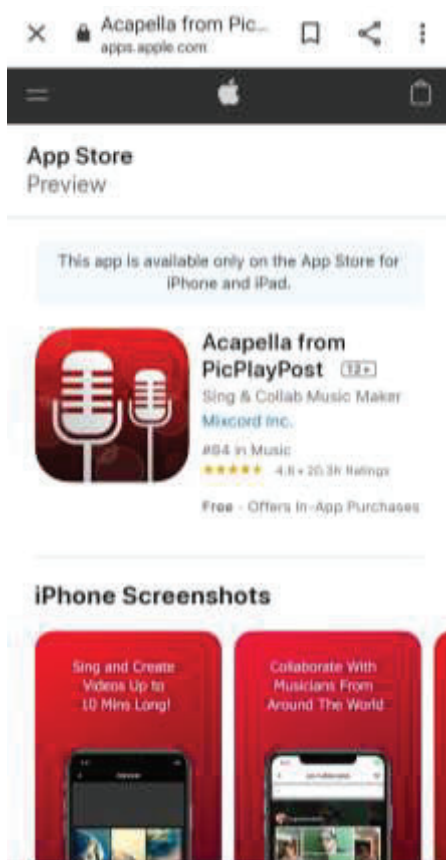 Acapella from Pic...
apps.apple.com
App Store
Preview
This app is available only on the App Store for
iPhone and iPad.
Acapella from
PicPlayPost 12+
Sing & Collab Music Maker
Mixcord Inc.
#84 in Music
4.8 • 20.3K Ratings
Free · Offers In-App Purchases
iPhone Screenshots
Sing and Create
Videos Up to
10 Mins Long!
Collaborate With
Musicians From
Around The World